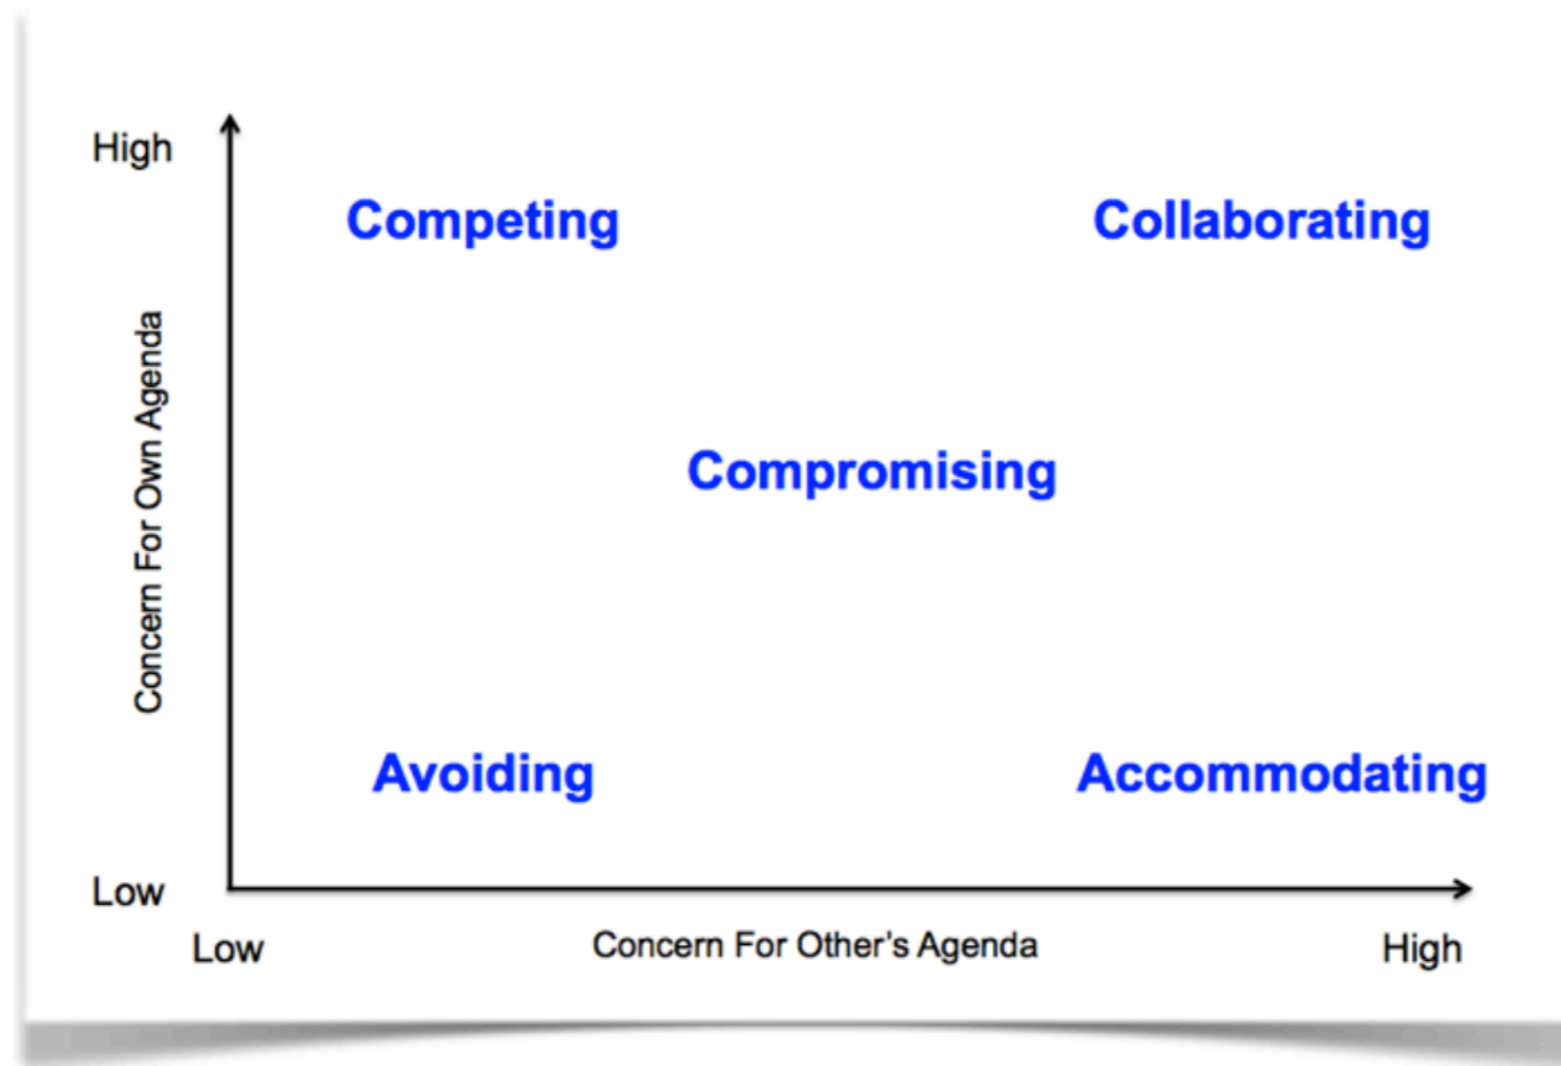 High
Competing
Collaborating
Concern For Own Agenda
Compromising
Avoiding
Accommodating
Low
Low
Concern For Other’s Agenda
High